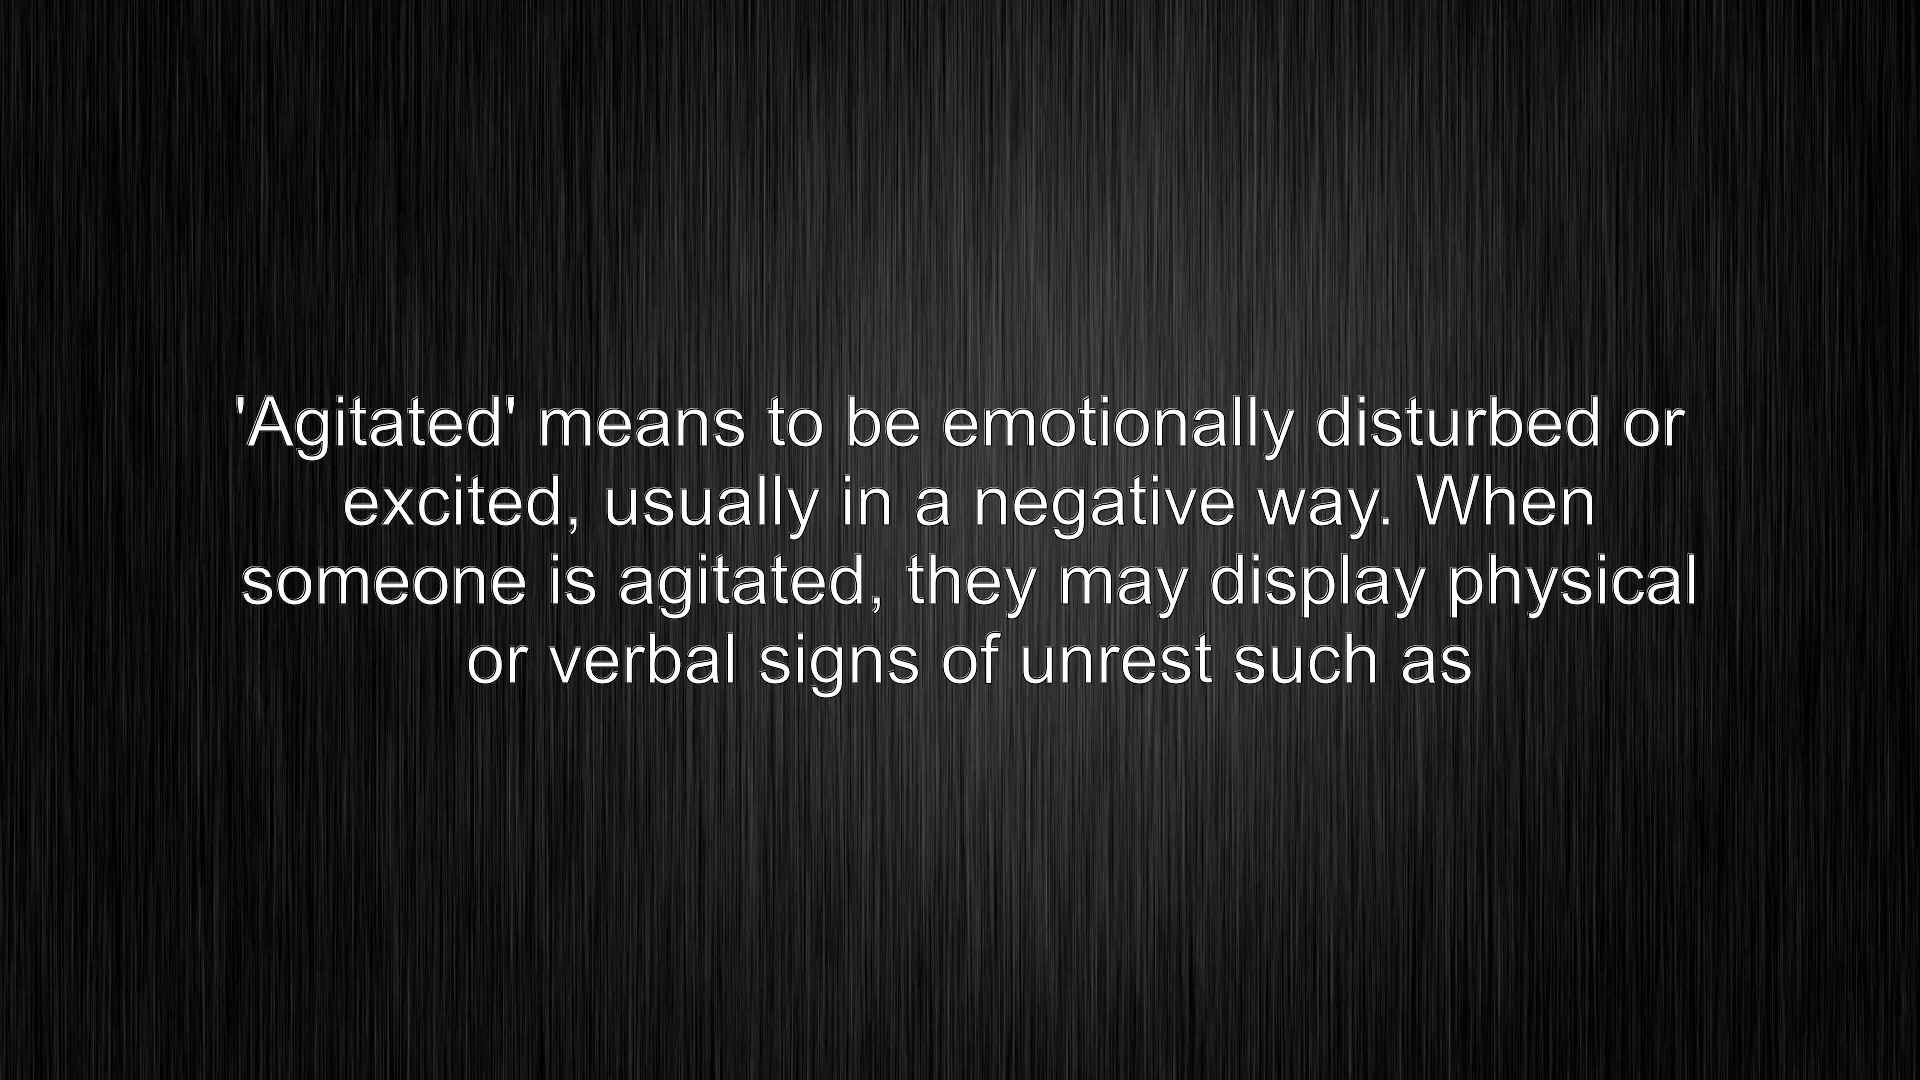 'Agitated' means to be emotionally disturbed or
excited, usually in a negative way. When
someone is agitated, they may display physical
or verbal signs of unrest such as